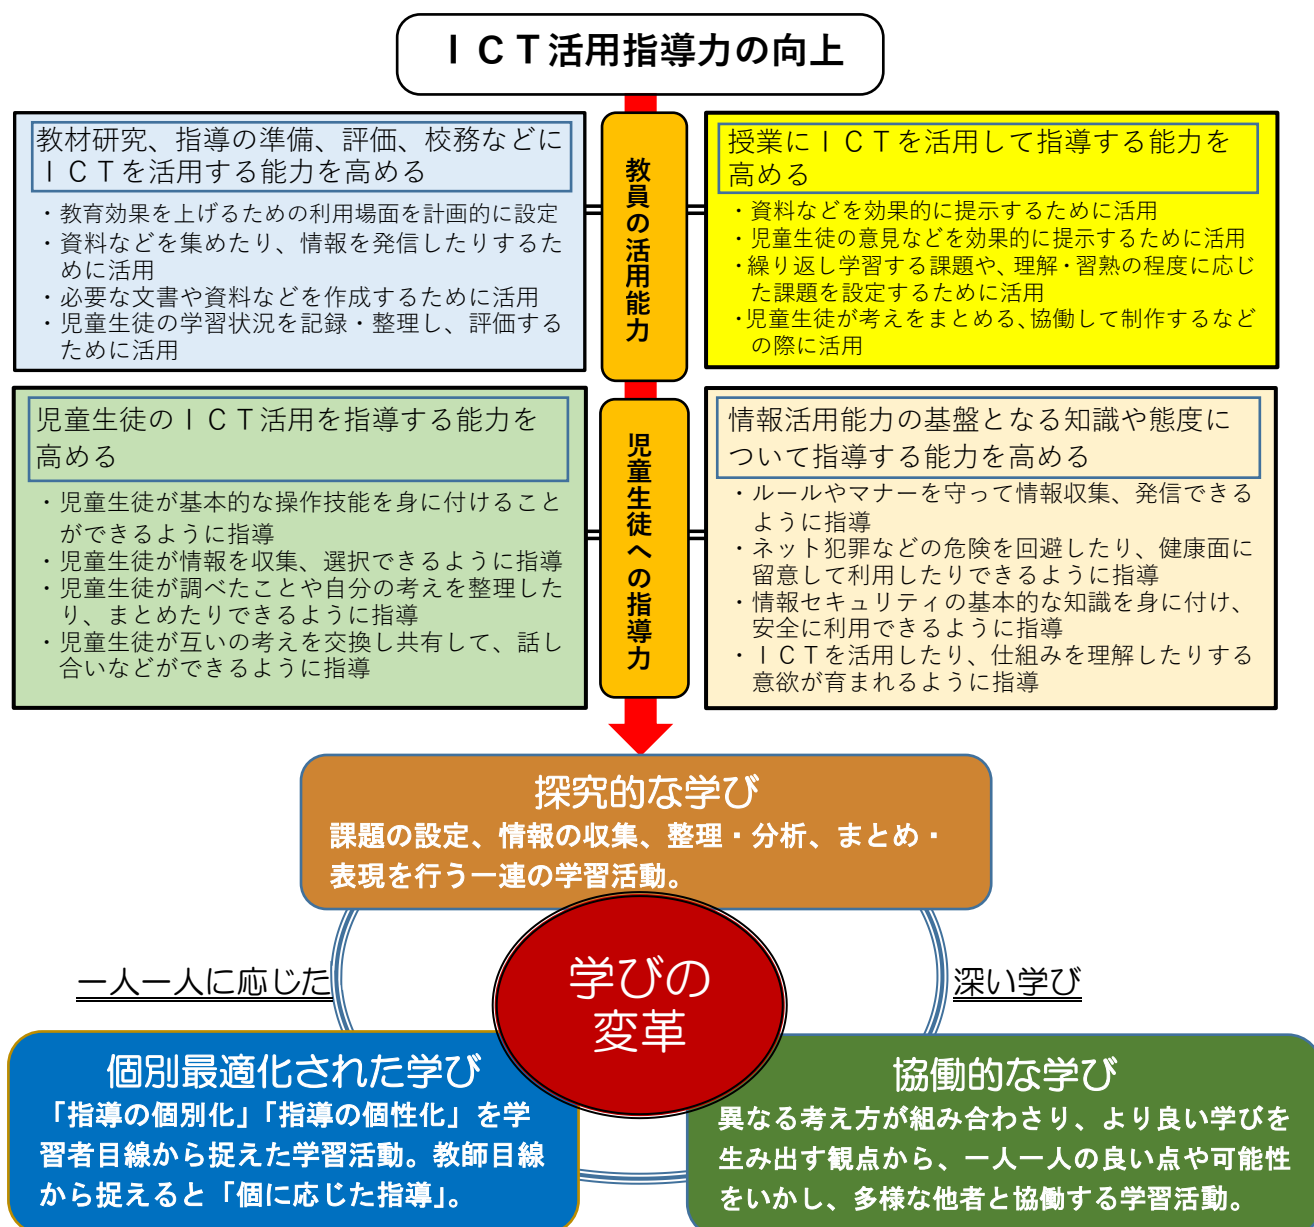 ＩＣＴ活用指導力の向上
教材研究、指導の準備、評価、校務などに
ＩＣＴを活用する能力を高める
・教育効果を上げるための利用場面を計画的に設定
・資料などを集めたり、情報を発信したりするた
めに活用
・必要な文書や資料などを作成するために活用
・児童生徒の学習状況を記録・整理し、評価する
ために活用
教員の活用能力
授業にＩＣＴを活用して指導する能力を
高める
・資料などを効果的に提示するために活用
・児童生徒の意見などを効果的に提示するために活用
・繰り返し学習する課題や、理解・習熟の程度に応じ
た課題を設定するために活用
・児童生徒が考えをまとめる、協働して制作するなど
の際に活用
児童生徒のＩＣＴ活用を指導する能力を
高める
・児童生徒が基本的な操作技能を身に付けること
ができるように指導
・児童生徒が情報を収集、選択できるように指導
・児童生徒が調べたことや自分の考えを整理した
り、まとめたりできるように指導
・児童生徒が互いの考えを交換し共有して、話し
合いなどができるように指導
児童生徒への指導力
情報活用能力の基盤となる知識や態度に
ついて指導する能力を高める
・ルールやマナーを守って情報収集、発信できる
ように指導
・ネット犯罪などの危険を回避したり、健康面に
留意して利用したりできるように指導
・情報セキュリティの基本的な知識を身に付け、
安全に利用できるように指導
・ＩＣＴを活用したり、仕組みを理解したりする
意欲が育まれるように指導
探究的な学び
課題の設定、情報の収集、整理・分析、まとめ・
表現を行う一連の学習活動。
一人一人に応じた
学びの
変革
深い学び
個別最適化された学び
「指導の個別化」「指導の個性化」を学
習者目線から捉えた学習活動。教師目線
から捉えると「個に応じた指導」。
協働的な学び
異なる考え方が組み合わさり、より良い学びを
生み出す観点から、一人一人の良い点や可能性
をいかし、多様な他者と協働する学習活動。